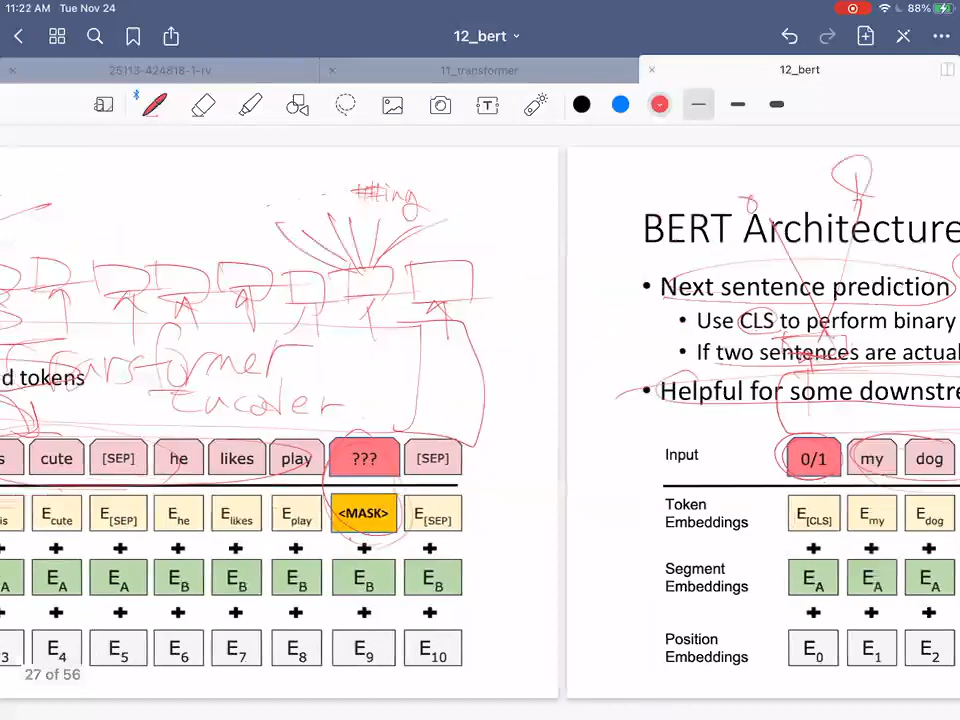 11:22 AM Tue Nov 24
88%
12_bert
25113-424818-1-rv
11_transformer
12_bert
##ing
Transformer
Encoder
d tokens
s cute [SEP] he likes play ??? [SEP]
is E cute E [SEP] E he E likes E play <MASK> E [SEP]
A E A E A E B E B E B E B E B
3 E 4 E 5 E 6 E 7 E 8 E 9 E 10
27 of 56
BERT Architecture
• Next sentence prediction
• Use CLS to perform binary
• If two sentences are actual
• Helpful for some downstre
Input 0/1 my dog
Token Embeddings E [CLS] E my E dog
Segment Embeddings E A E A E A
Position Embeddings E 0 E 1 E 2